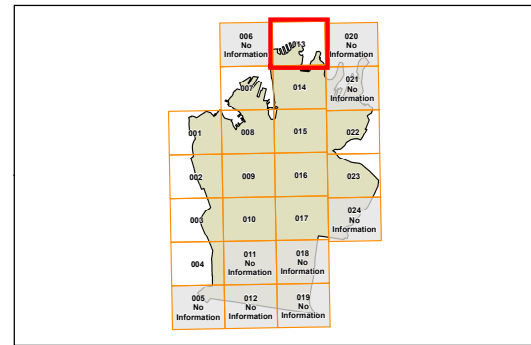 006
No
Information
013
020
No
Information
007
014
021
No
Information
001
008
015
022
002
009
016
023
003
010
017
024
No
Information
004
011
No
Information
018
No
Information
005
No
Information
012
No
Information
019
No
Information